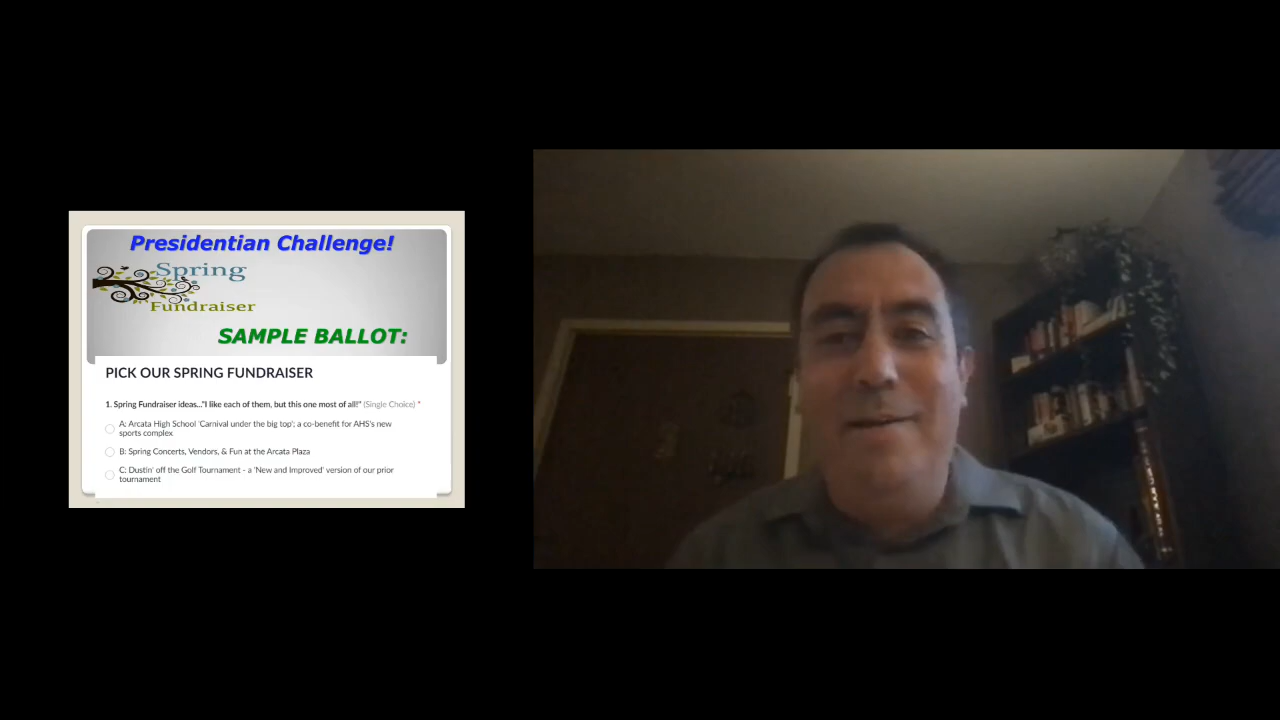 Presidentian Challenge!
Spring
Fundraiser
SAMPLE BALLOT:
PICK OUR SPRING FUNDRAISER
1. Spring Fundraiser ideas..."I like each of them, but this one most of all!" (Single Choice) *
A: Arcata High School 'Carnival under the big top'; a co-benefit for AHS's new
sports complex
B: Spring Concerts, Vendors, & Fun at the Arcata Plaza
C: Dustin' off the Golf Tournament - a 'New and Improved' version of our prior
tournament